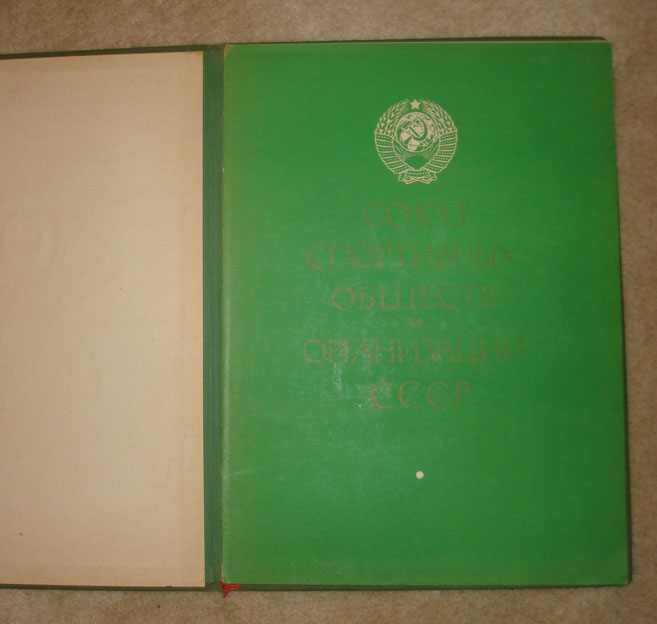 СОЮЗ
СПОРТИВНЫХ
ОБЩЕСТВ
И
ОРГАНИЗАЦИЙ
СССР